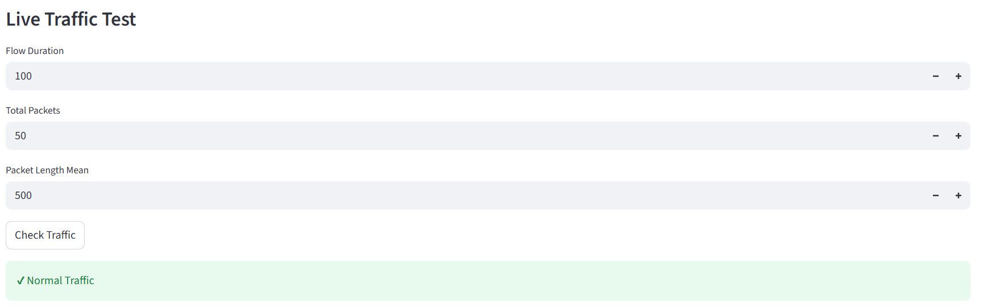 Live Traffic Test
Flow Duration
100
Total Packets
50
Packet Length Mean
500
Check Traffic
✓ Normal Traffic